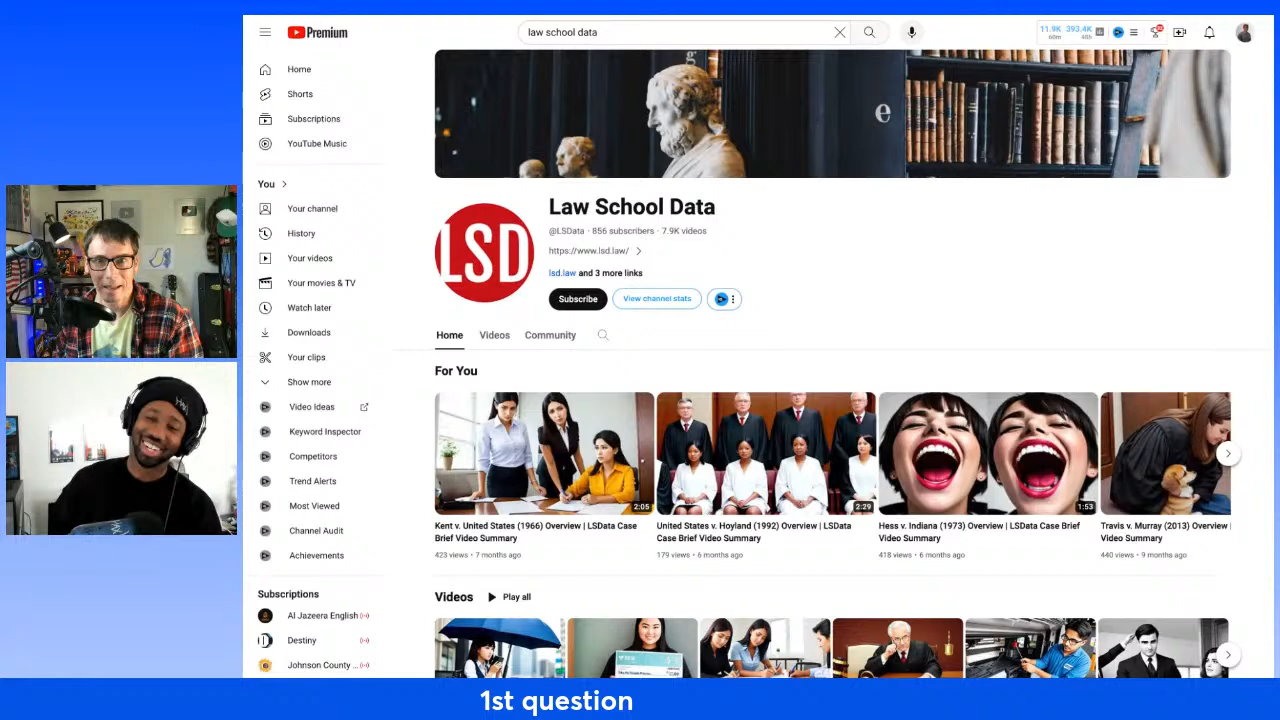 Premium
law school data
11.9K 393.4K
60m 48h
Home
Shorts
Subscriptions
YouTube Music
You
Your channel
History
Your videos
Your movies & TV
Watch later
Downloads
Your clips
Show more
Video Ideas
Keyword Inspector
Competitors
Trend Alerts
Most Viewed
Channel Audit
Achievements
Subscriptions
Al Jazeera English
Destiny
Johnson County ...
g
e
LSD
Law School Data
@LSData · 856 subscribers · 7.9K videos
https://www.lsd.law/
lsd.law and 3 more links
Subscribe
View channel stats
Home Videos Community
For You
2:05
2:29
1:53
Kent v. United States (1966) Overview | LSData Case
Brief Video Summary
423 views • 7 months ago
United States v. Hoyland (1992) Overview | LSData
Case Brief Video Summary
179 views • 6 months ago
Hess v. Indiana (1973) Overview | LSData Case Brief
Video Summary
418 views • 6 months ago
Travis v. Murray (2013) Overview |
Video Summary
440 views • 9 months ago
Videos
Play all
1st question